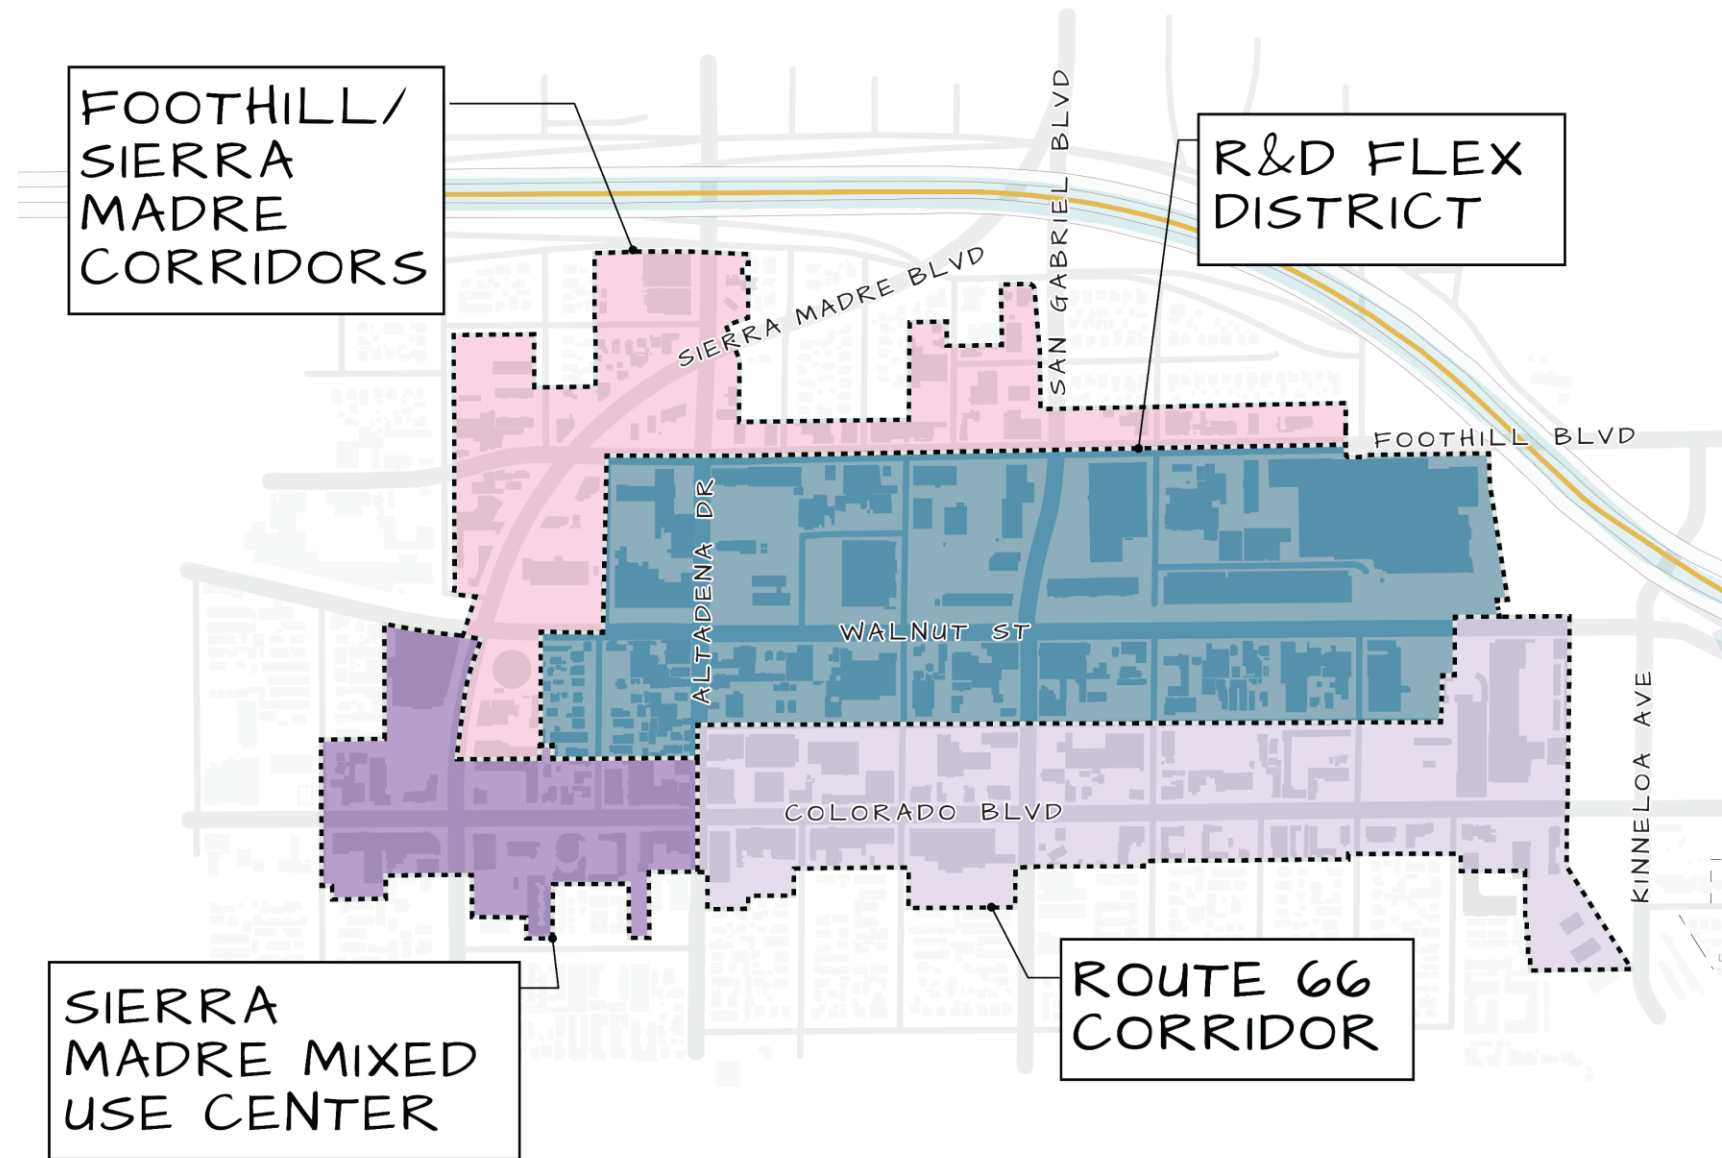 FOOTHILL/
SIERRA
MADRE
CORRIDORS
R&D FLEX
DISTRICT
SIERRA MADRE BLVD
SAN GABRIEL BLVD
FOOTHILL BLVD
ALTADENA DR
WALNUT ST
COLORADO BLVD
KINNELOA AVE
SIERRA
MADRE MIXED
USE CENTER
ROUTE 66
CORRIDOR